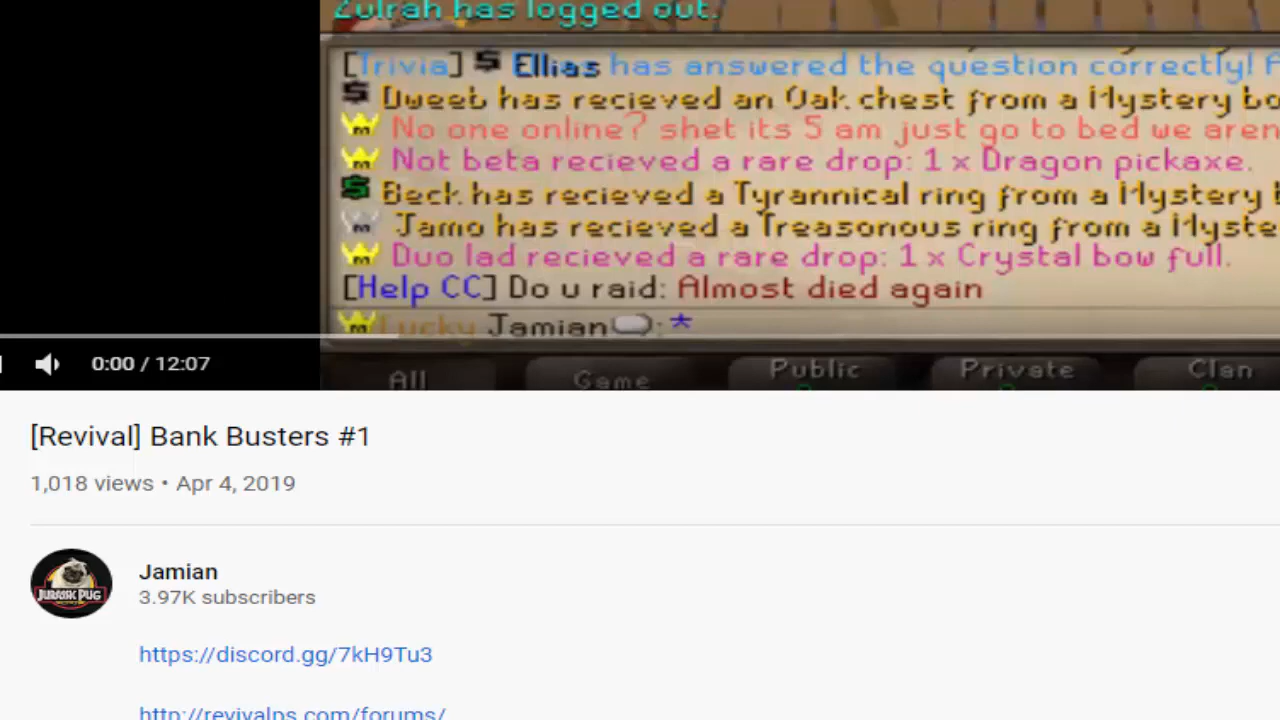 Zulrah has logged out.
[Trivia] $ Ellias has answered the question correctly!
$ Dweeb has recieved an Oak chest from a Mystery bo
No one online? shet its 5 am just go to bed we aren
Not beta recieved a rare drop: 1 x Dragon pickaxe.
$ Beck has recieved a Tyrannical ring from a Mystery b
Jamo has recieved a Treasonous ring from a Myste
Duo lad recieved a rare drop: 1 x Crystal bow full.
[Help CC] Do u raid: Almost died again
Lucky Jamian: *
0:00 / 12:07
All Game Public Private Clan
[Revival] Bank Busters #1
1,018 views • Apr 4, 2019
JURASSIC PUG
Jamian
3.97K subscribers
https://discord.gg/7kH9Tu3
http://revivalps.com/forums/